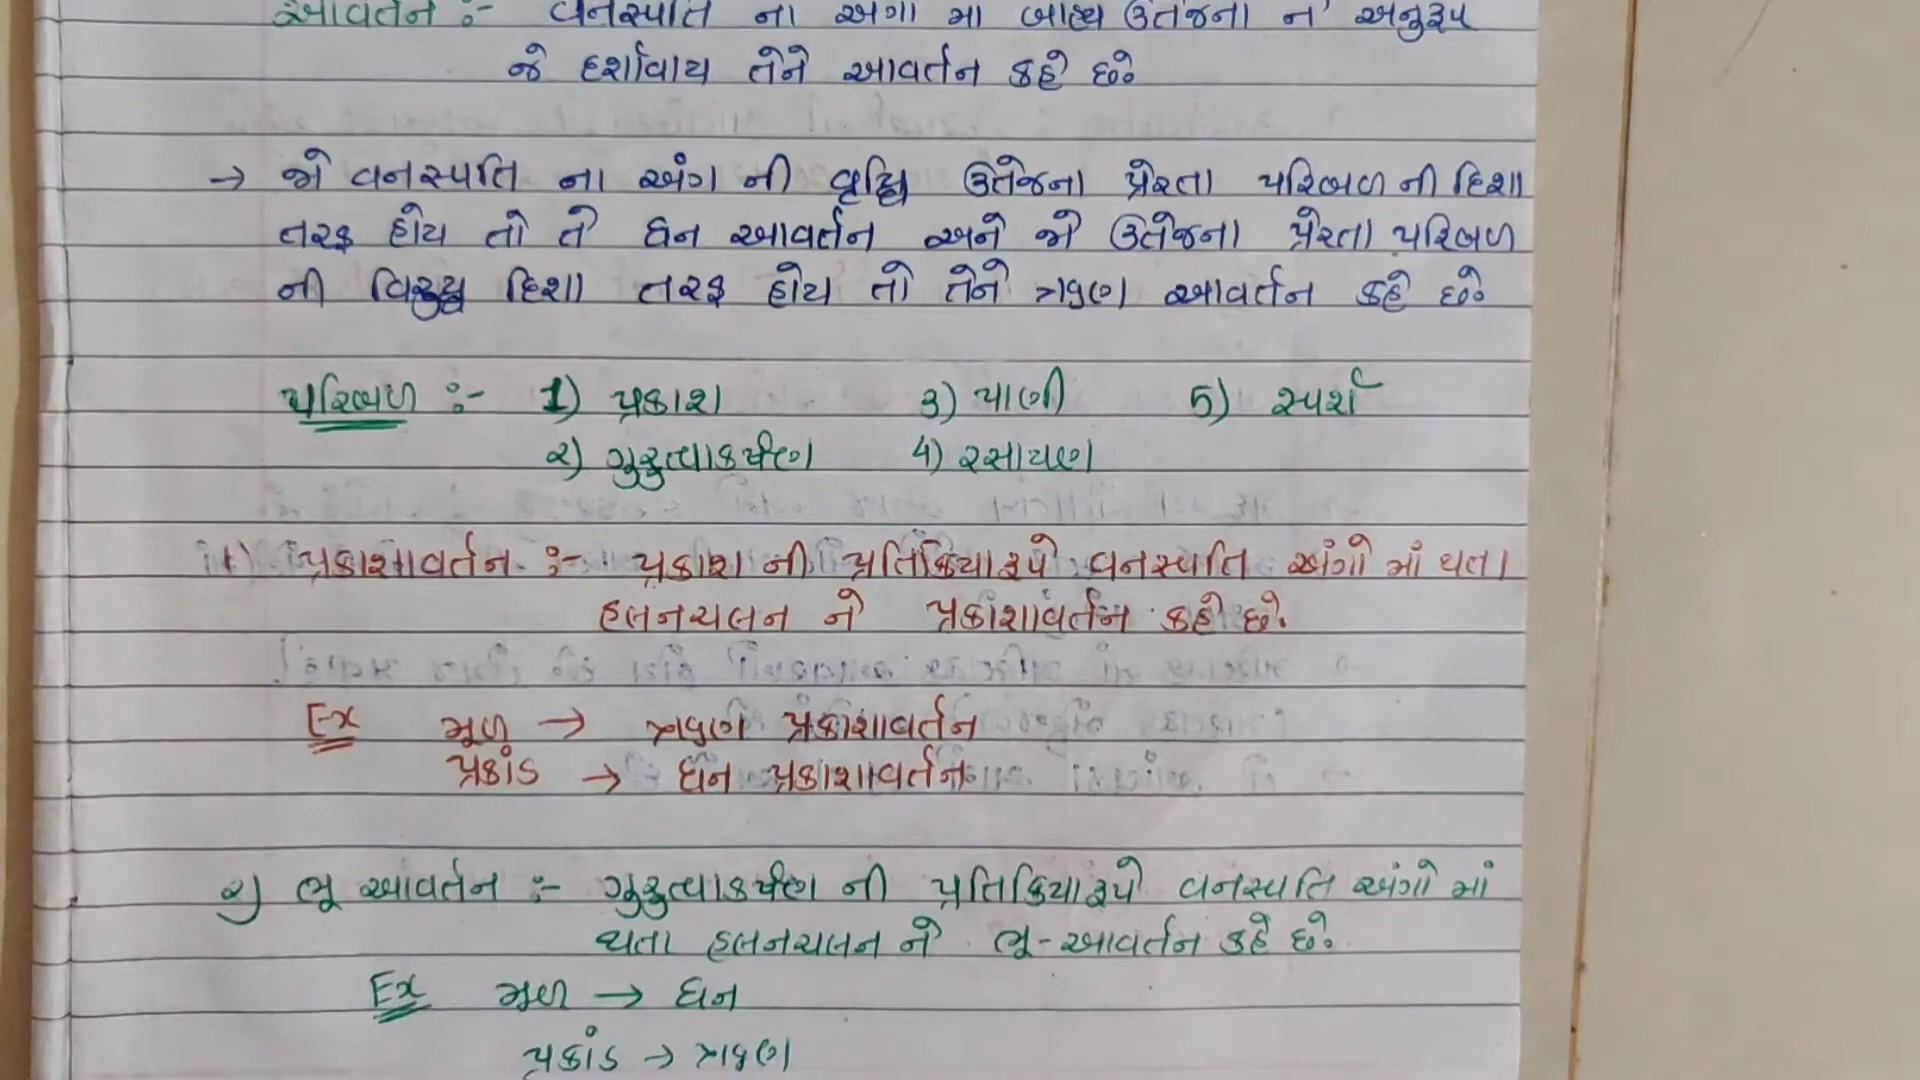 આવર્તન :- વનસ્પતિ ના અંગો માં બાહ્ય ઉતેજના ને અનુરૂપ
જે દર્શાવાય તેને આવર્તન કહે છે.
→ જો વનસ્પતિ ના અંગ ની વૃદ્ધિ ઉતેજના પ્રેરતા પરિબળ ની દિશા
તરફ હોય તો તે ધન આવર્તન અને જો ઉતેજના પ્રેરતા પરિબળ
ની વિરુદ્ધ દિશા તરફ હોય તો તેને ઋણ આવર્તન કહે છે.
પરિબળ :- 1) પ્રકાશ 3) પાણી 5) સ્પર્શ
૨) ગુરુત્વાકર્ષણ 4) રસાયણ
1) પ્રકાશાવર્તન :- પ્રકાશ ની પ્રતિક્રિયારૂપે વનસ્પતિ અંગો માં થતા
હલનચલન ને પ્રકાશાવર્તન કહે છે.
Ex મૂળ → ઋણ પ્રકાશાવર્તન
પ્રકાંડ → ધન પ્રકાશાવર્તન
૨) ભૂ આવર્તન :- ગુરુત્વાકર્ષણ ની પ્રતિક્રિયારૂપે વનસ્પતિ અંગો માં
થતા હલનચલન ને ભૂ-આવર્તન કહે છે.
Ex મૂળ → ધન
પ્રકાંડ → ઋણ